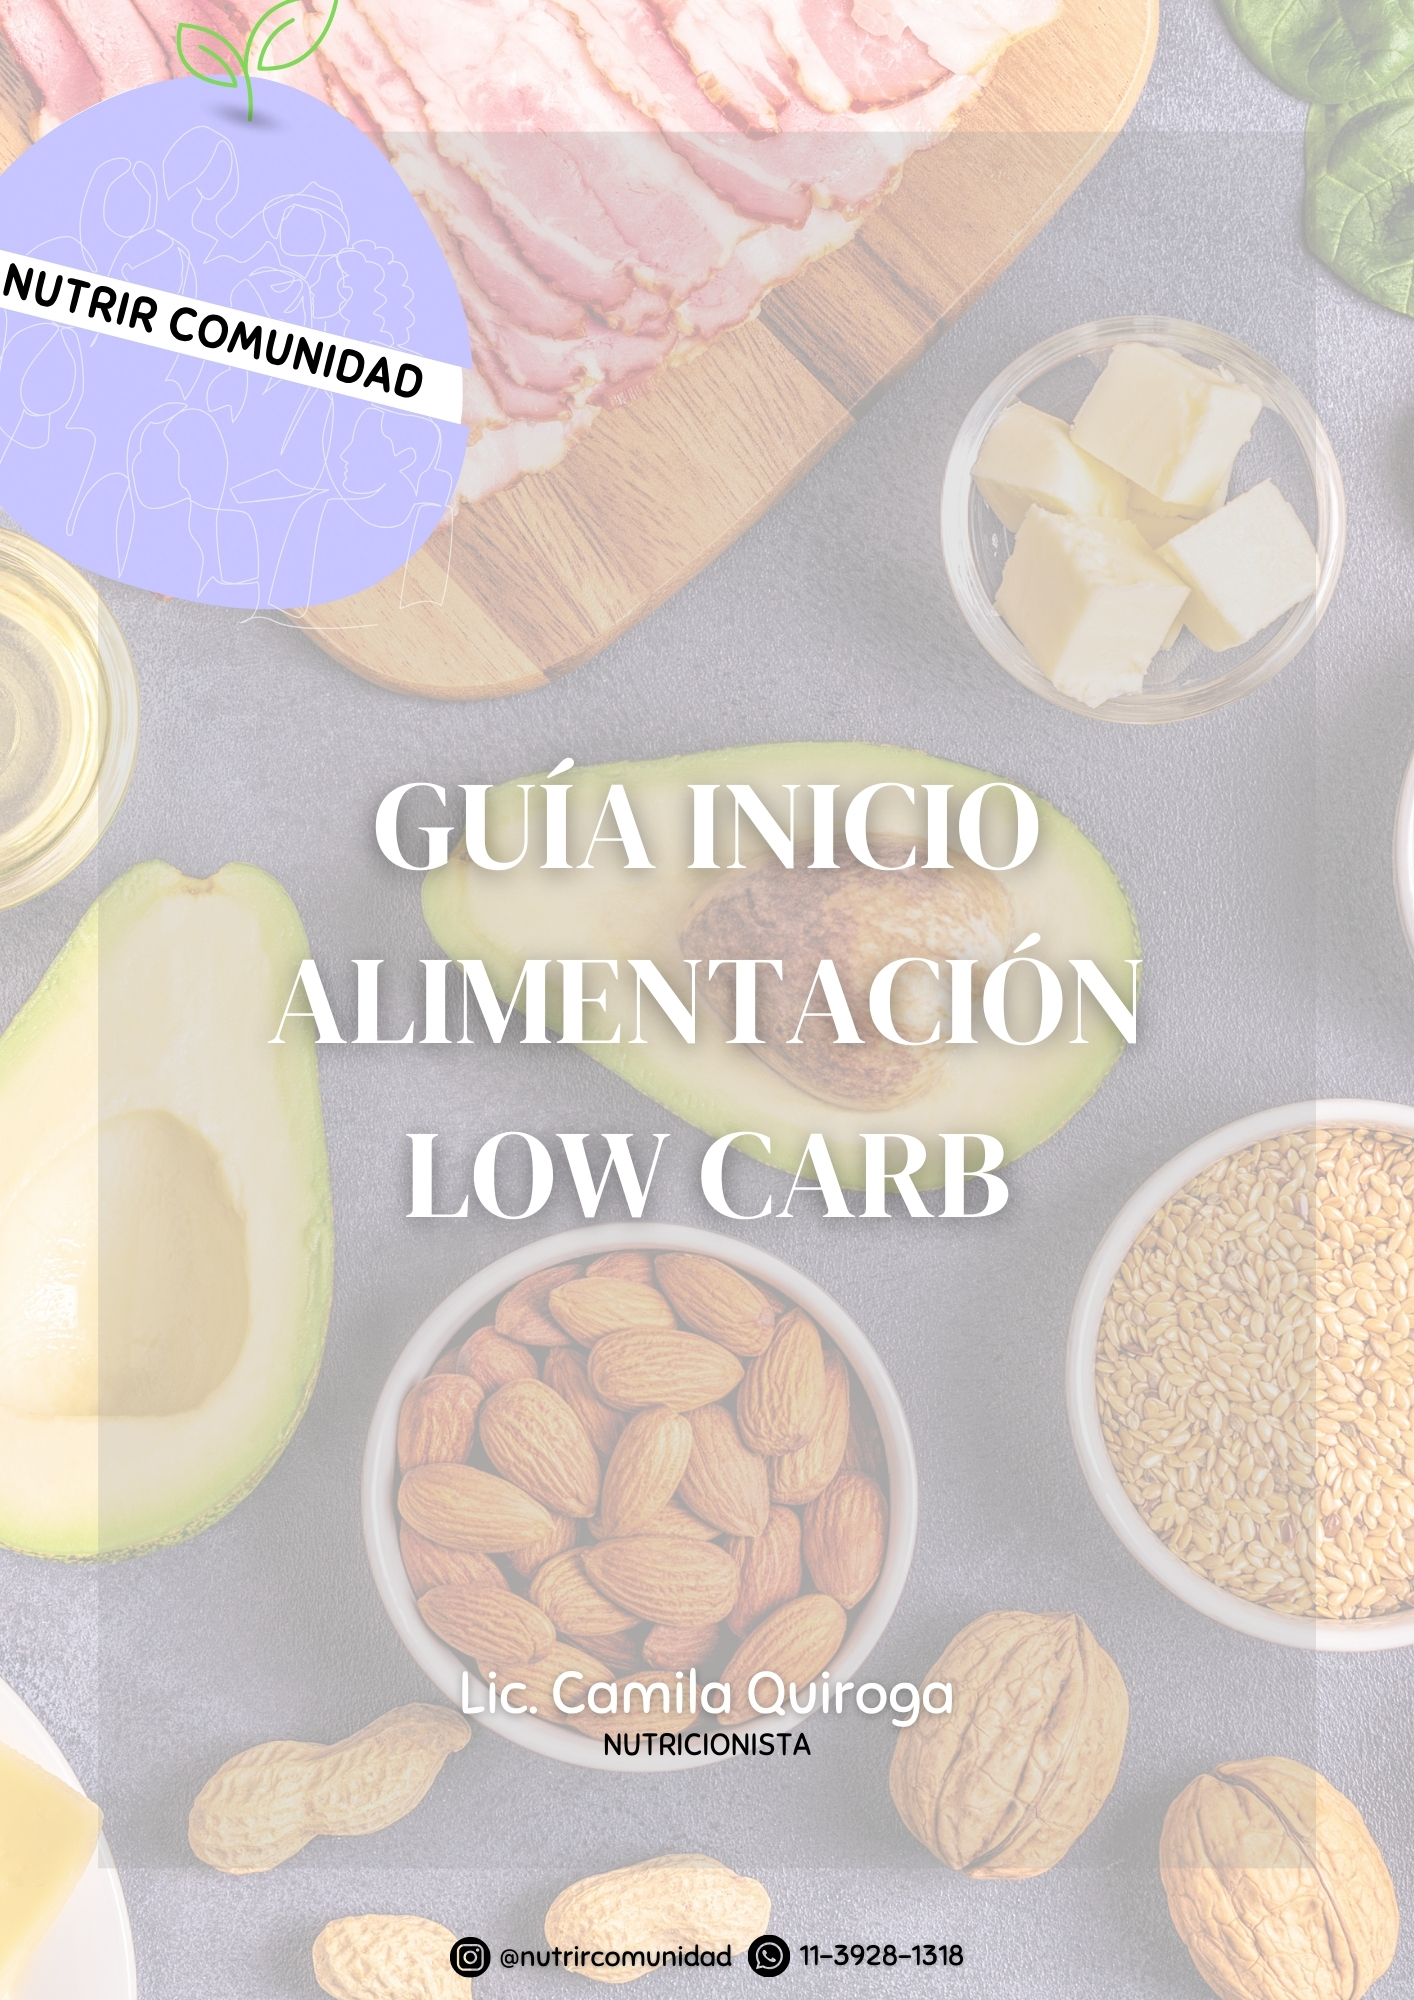 NUTRIR COMUNIDAD
GUÍA INICIO
ALIMENTACIÓN
LOW CARB
Lic. Camila Quiroga
NUTRICIONISTA
@nutrircomunidad 11-3928-1318